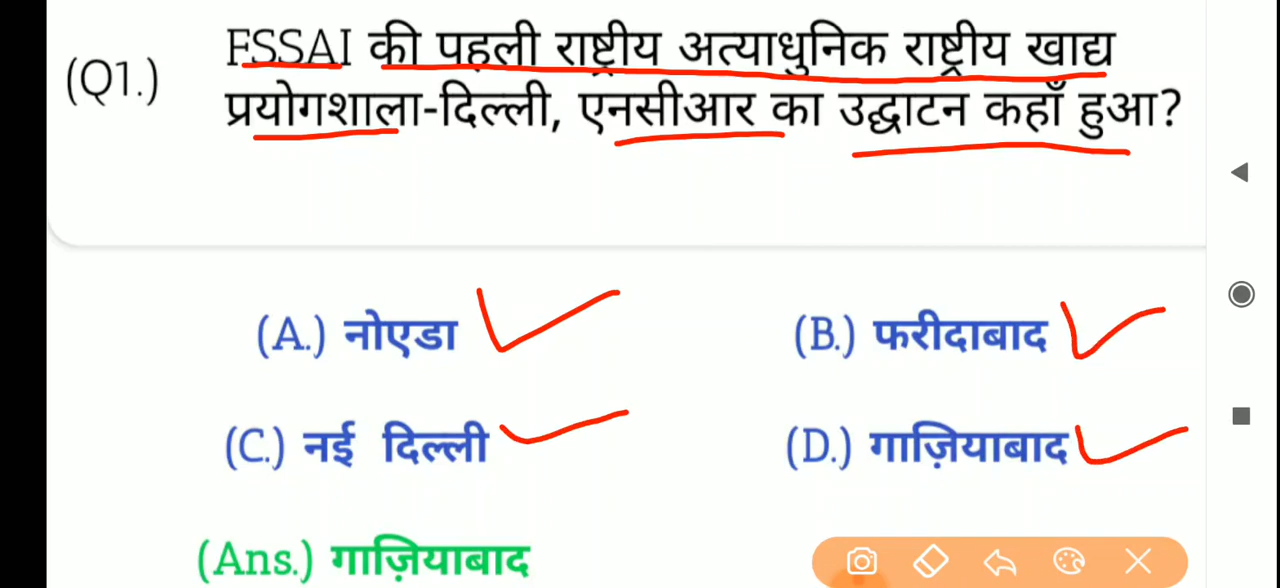 (Q1.) FSSAI की पहली राष्ट्रीय अत्याधुनिक राष्ट्रीय खाद्य
प्रयोगशाला-दिल्ली, एनसीआर का उद्घाटन कहाँ हुआ?
(A.) नोएडा (B.) फरीदाबाद
(C.) नई दिल्ली (D.) गाज़ियाबाद
(Ans.) गाज़ियाबाद